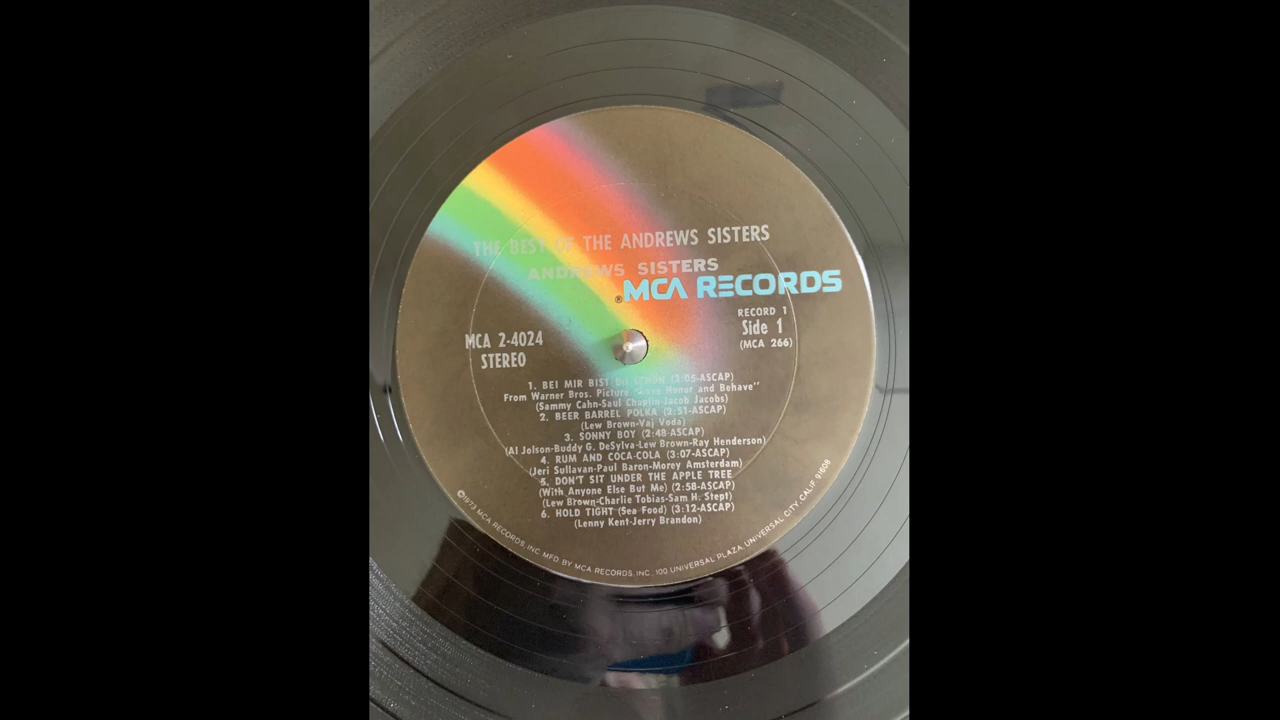 THE BEST OF THE ANDREWS SISTERS
ANDREWS SISTERS
®MCA RECORDS
RECORD 1
Side 1
(MCA 266)
MCA 2-4024
STEREO
1. BEI MIR BIST DU SCHÖN (2:05-ASCAP)
From Warner Bros. Picture "Love Honor and Behave"
(Sammy Cahn-Saul Chaplin-Jacob Jacobs)
2. BEER BARREL POLKA (2:51-ASCAP)
(Lew Brown-Vaj Voda)
3. SONNY BOY (2:48-ASCAP)
(Al Jolson-Buddy G. DeSylva-Lew Brown-Ray Henderson)
4. RUM AND COCA-COLA (3:07-ASCAP)
(Jeri Sullavan-Paul Baron-Morey Amsterdam)
5. DON'T SIT UNDER THE APPLE TREE
(With Anyone Else But Me) (2:58-ASCAP)
(Lew Brown-Charlie Tobias-Sam H. Stept)
6. HOLD TIGHT (Sea Food) (3:12-ASCAP)
(Lenny Kent-Jerry Brandon)
©1973 MCA RECORDS, INC. MFD BY MCA RECORDS, INC., 100 UNIVERSAL PLAZA, UNIVERSAL CITY, CALIF. 91608